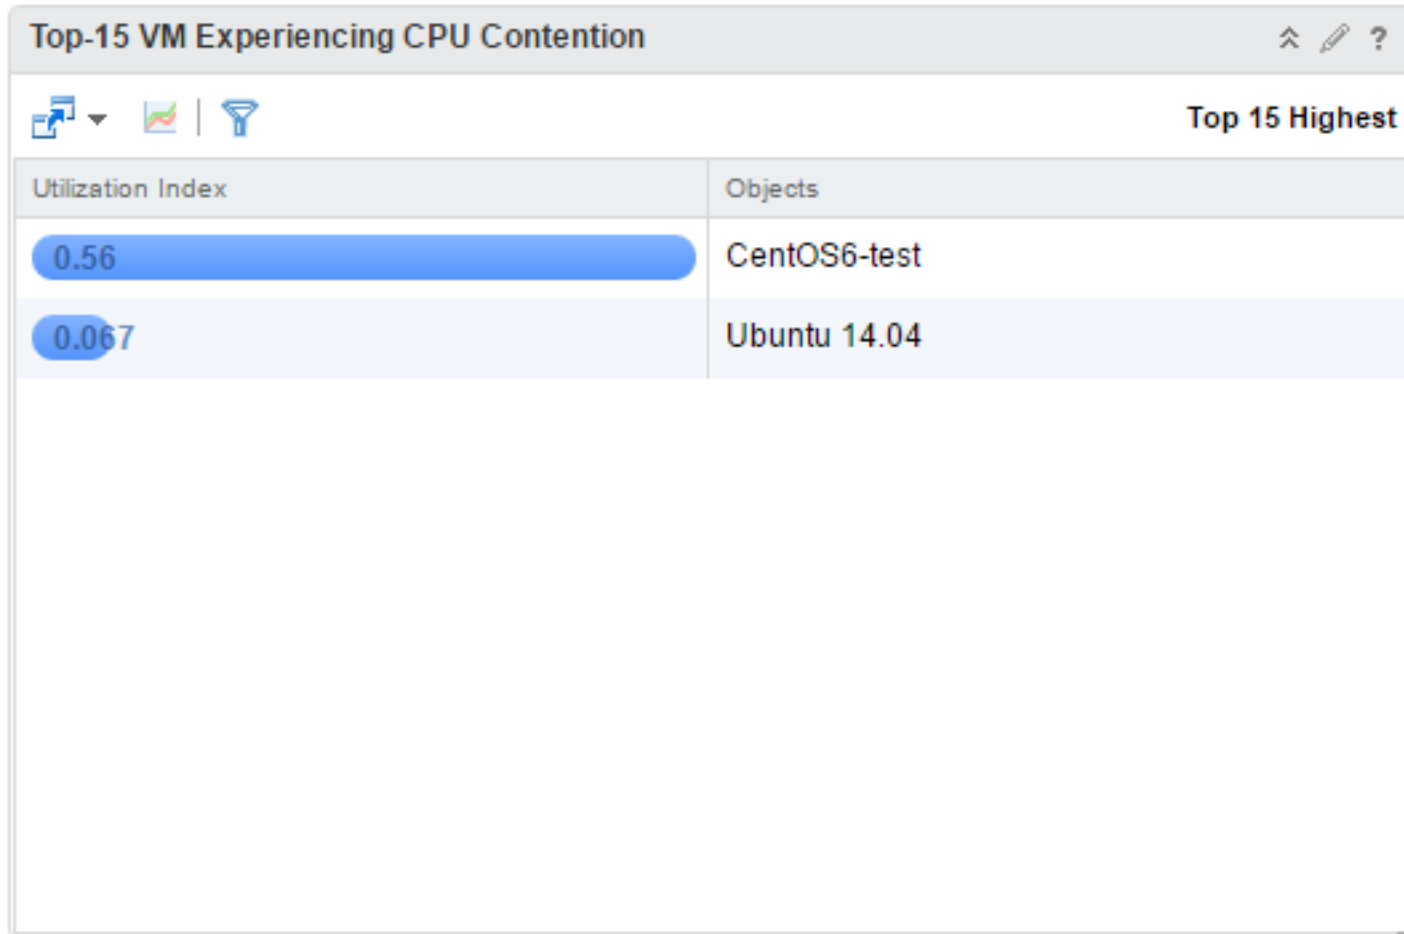 Top-15 VM Experiencing CPU Contention ?
Top 15 Highest
Utilization Index Objects
0.56 CentOS6-test
0.067 Ubuntu 14.04